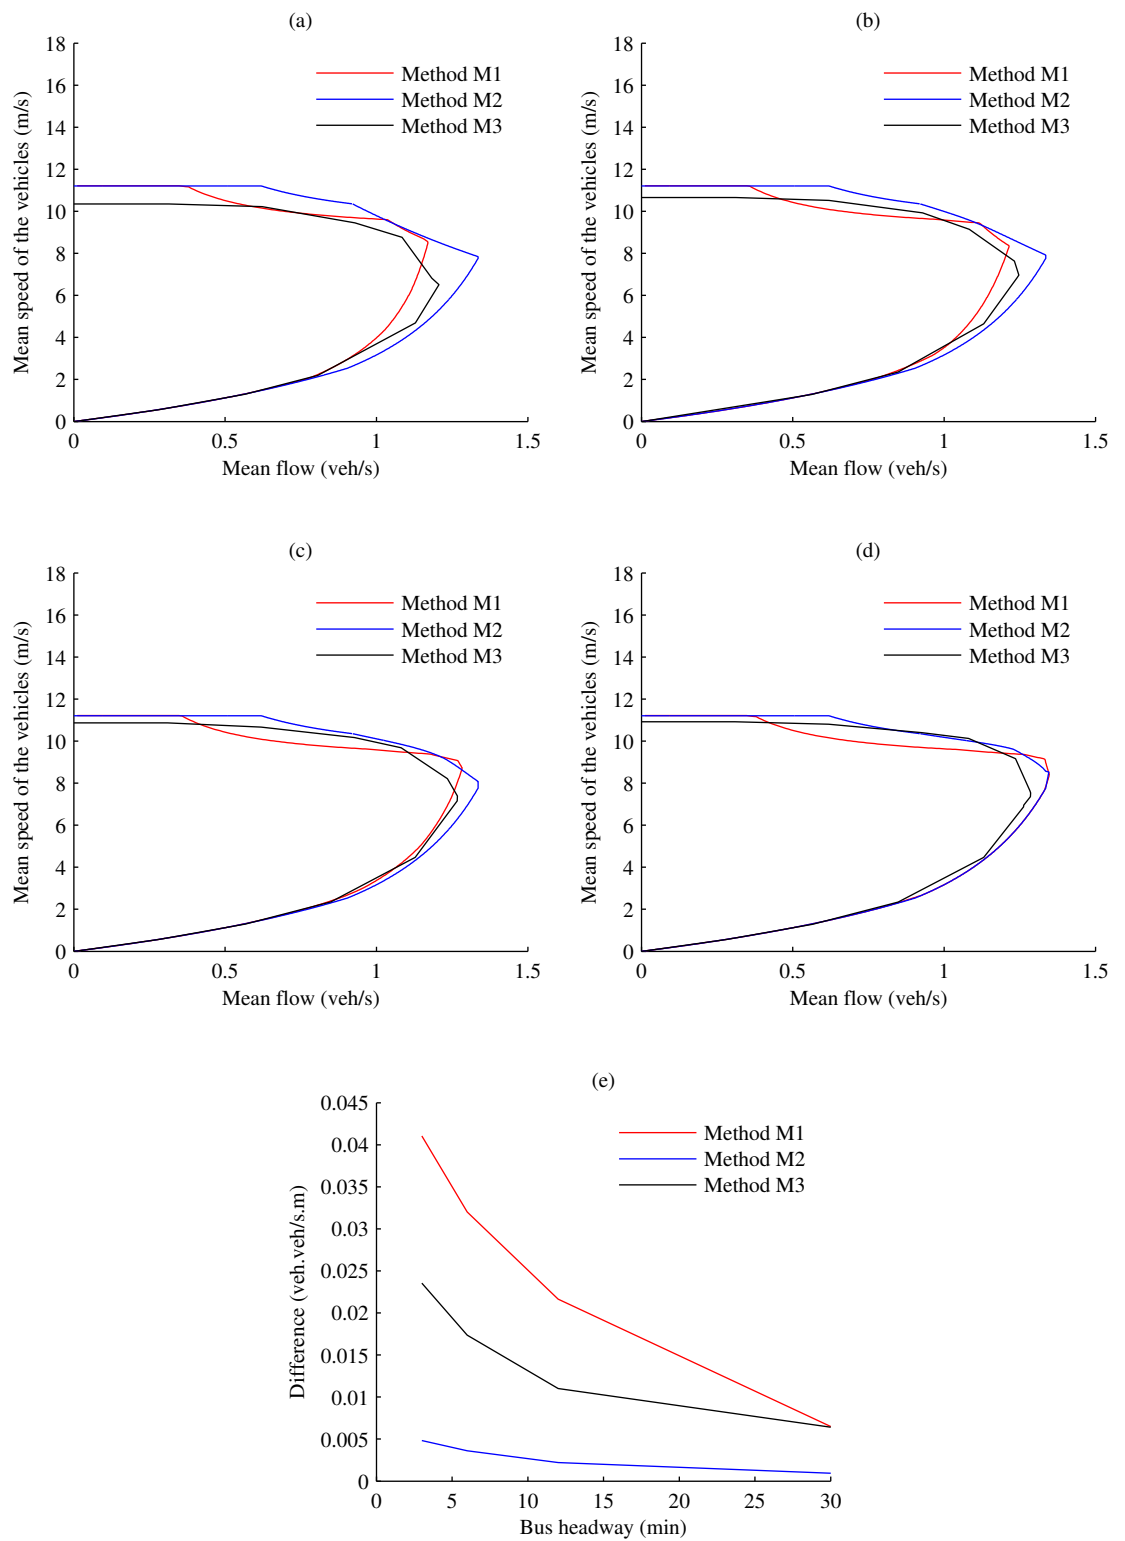 (a)
18
16
14
12
10
8
6
4
2
0
Mean speed of the vehicles (m/s)
Method M1
Method M2
Method M3
0 0.5 1 1.5
Mean flow (veh/s)
(b)
18
16
14
12
10
8
6
4
2
0
Mean speed of the vehicles (m/s)
Method M1
Method M2
Method M3
0 0.5 1 1.5
Mean flow (veh/s)
(c)
18
16
14
12
10
8
6
4
2
0
Mean speed of the vehicles (m/s)
Method M1
Method M2
Method M3
0 0.5 1 1.5
Mean flow (veh/s)
(d)
18
16
14
12
10
8
6
4
2
0
Mean speed of the vehicles (m/s)
Method M1
Method M2
Method M3
0 0.5 1 1.5
Mean flow (veh/s)
(e)
0.045
0.04
0.035
0.03
0.025
0.02
0.015
0.01
0.005
0
Difference (veh.veh/s.m)
Method M1
Method M2
Method M3
0 5 10 15 20 25 30
Bus headway (min)